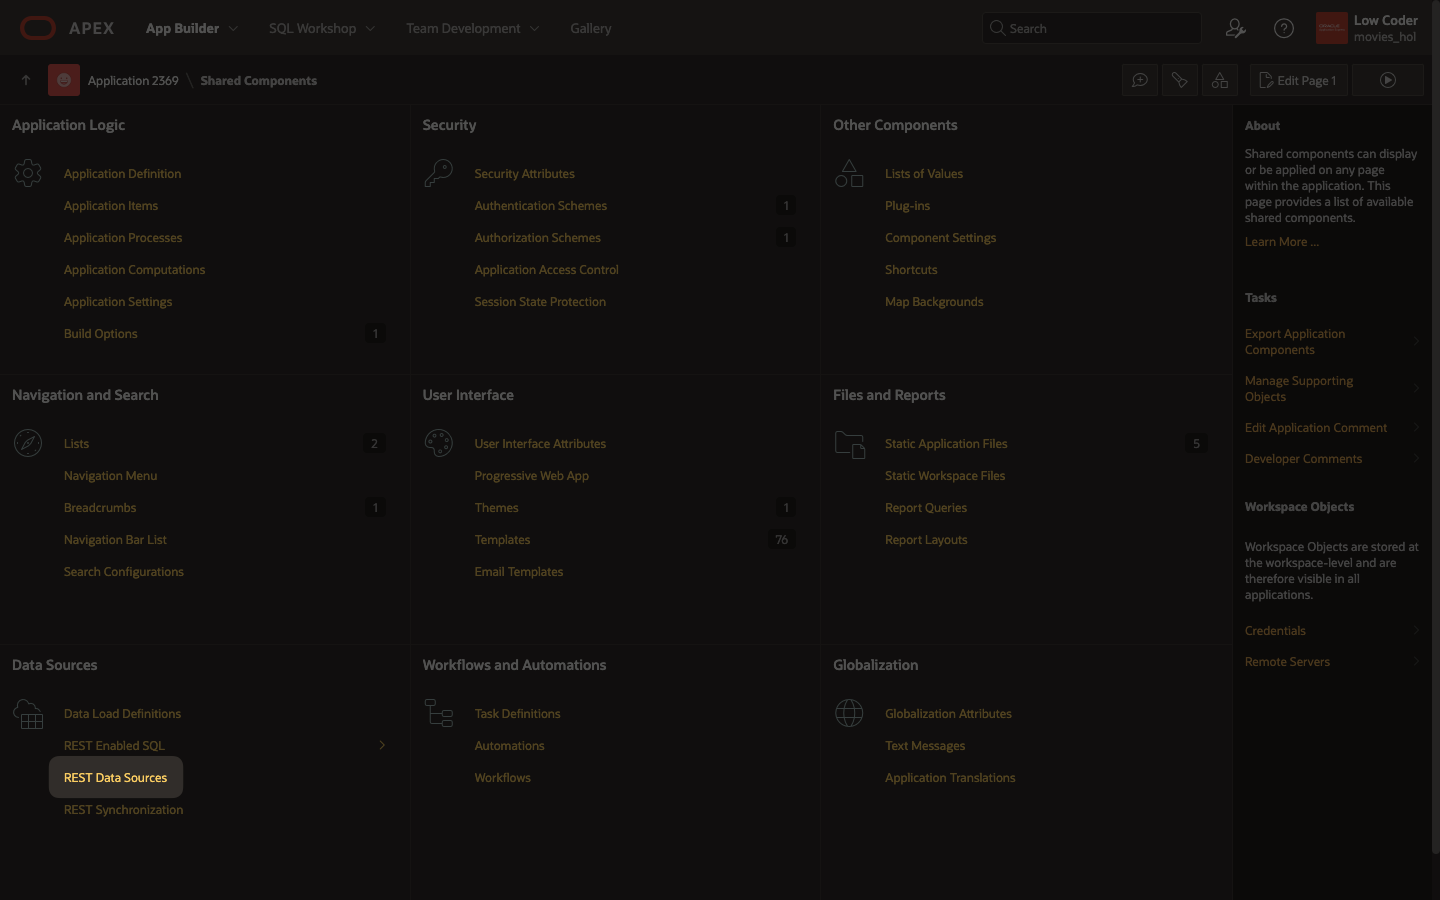 APEX
App Builder
SQL Workshop
Team Development
Gallery
Search
Low Coder
movies_hol
Application 2369 \ Shared Components
Edit Page 1
Application Logic
Application Definition
Application Items
Application Processes
Application Computations
Application Settings
Build Options
1
Security
Security Attributes
Authentication Schemes
1
Authorization Schemes
1
Application Access Control
Session State Protection
Other Components
Lists of Values
Plug-ins
Component Settings
Shortcuts
Map Backgrounds
Navigation and Search
Lists
2
Navigation Menu
Breadcrumbs
1
Navigation Bar List
Search Configurations
User Interface
User Interface Attributes
Progressive Web App
Themes
1
Templates
76
Email Templates
Files and Reports
Static Application Files
5
Static Workspace Files
Report Queries
Report Layouts
Data Sources
Data Load Definitions
REST Enabled SQL
REST Data Sources
REST Synchronization
Workflows and Automations
Task Definitions
Automations
Workflows
Globalization
Globalization Attributes
Text Messages
Application Translations
About
Shared components can display
or be applied on any page
within the application. This
page provides a list of available
shared components.
Learn More ...
Tasks
Export Application
Components
Manage Supporting
Objects
Edit Application Comment
Developer Comments
Workspace Objects
Workspace Objects are stored at
the workspace-level and are
therefore visible in all
applications.
Credentials
Remote Servers